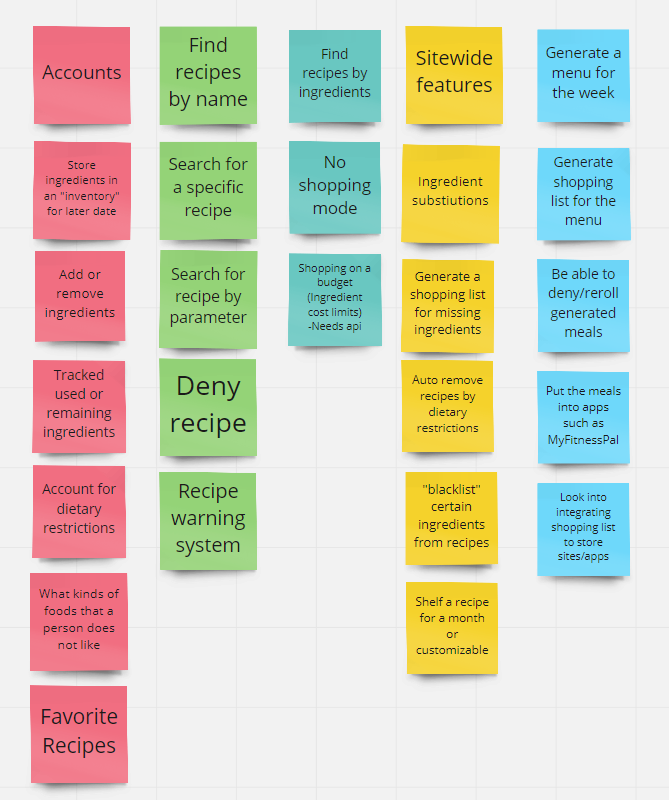 Accounts
Store
ingredients in
an "inventory"
for later date
Add or
remove
ingredients
Tracked
used or
remaining
ingredients
Account for
dietary
restrictions
What kinds of
foods that a
person does
not like
Favorite
Recipes
Find
recipes
by name
Search for
a specific
recipe
Search for
recipe by
parameter
Deny
recipe
Recipe
warning
system
Find
recipes by
ingredients
No
shopping
mode
Shopping on a
budget
(Ingredient
cost limits)
-Needs api
Sitewide
features
Ingredient
substiutions
Generate a
shopping list
for missing
ingredients
Auto remove
recipes by
dietary
restrictions
"blacklist"
certain
ingredients
from recipes
Shelf a recipe
for a month
or
customizable
Generate a
menu for
the week
Generate
shopping
list for the
menu
Be able to
deny/reroll
generated
meals
Put the meals
into apps
such as
MyFitnessPal
Look into
integrating
shopping list
to store
sites/apps